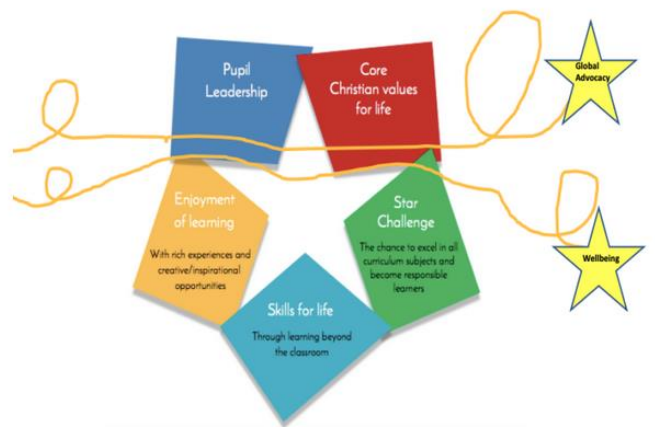 Pupil
Leadership
Core
Christian values
for life
Global
Advocacy
Enjoyment
of learning
With rich experiences and
creative/inspirational
opportunities
Star
Challenge
The chance to excel in all
curriculum subjects and
become responsible
learners
Wellbeing
Skills for life
Through learning beyond
the classroom